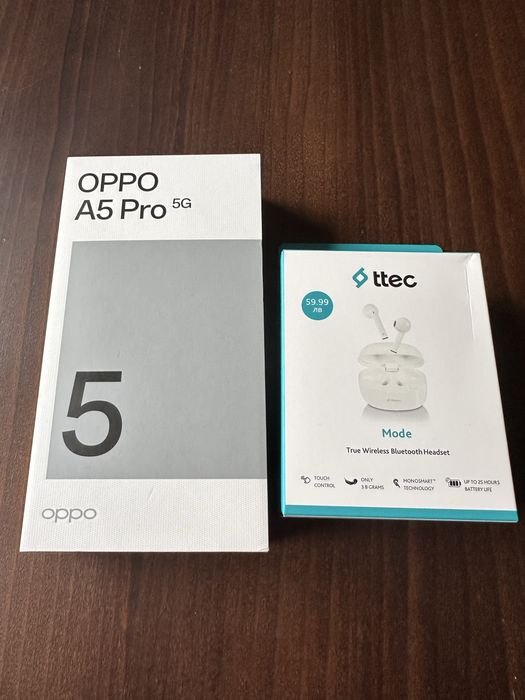 OPPO
A5 Pro 5G
5
oppo
ttec
59.99
ЛВ
Mode
True Wireless Bluetooth Headset
TOUCH
CONTROL
ONLY
3.8 GRAMS
MONOSMART™
TECHNOLOGY
UP TO 25 HOURS
BATTERY LIFE